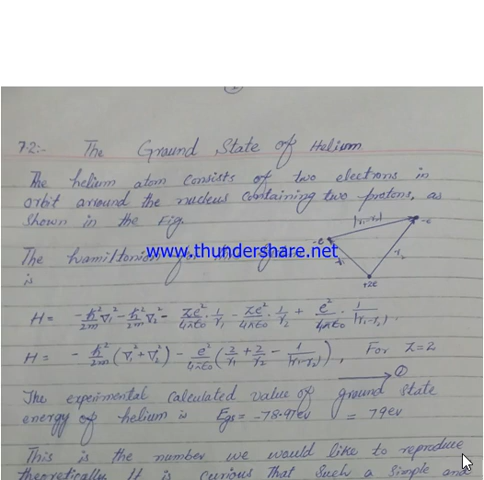 7.2:- The Ground State of Helium
The helium atom consists of two electrons in
orbit arround the nucleus containing two protons, as
shown in the Fig.
|r₁-r₂|
-e
-e
r₁
r₂
+2e
The Hamiltonian
www.thundershare.net
is
H = -ℏ²/2m ∇₁² - ℏ²/2m ∇₂² - Ze²/4πε₀ · 1/r₁ - Ze²/4πε₀ · 1/r₂ + e²/4πε₀ · 1/|r₁-r₂| .
H = - ℏ²/2m (∇₁² + ∇₂²) - e²/4πε₀ (2/r₁ + 2/r₂ - 1/|r₁-r₂|) , For Z=2
①
The experimental calculated value of ground state
energy of helium is Egs = -78.97ev = 79ev
This is the number we would like to reproduce
theoretically. It is curious that such a simple and